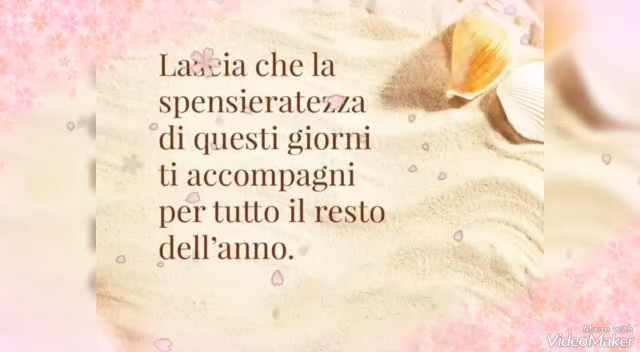 Lascia che la
spensieratezza
di questi giorni
ti accompagni
per tutto il resto
dell’anno.
Made with
VideoMaker